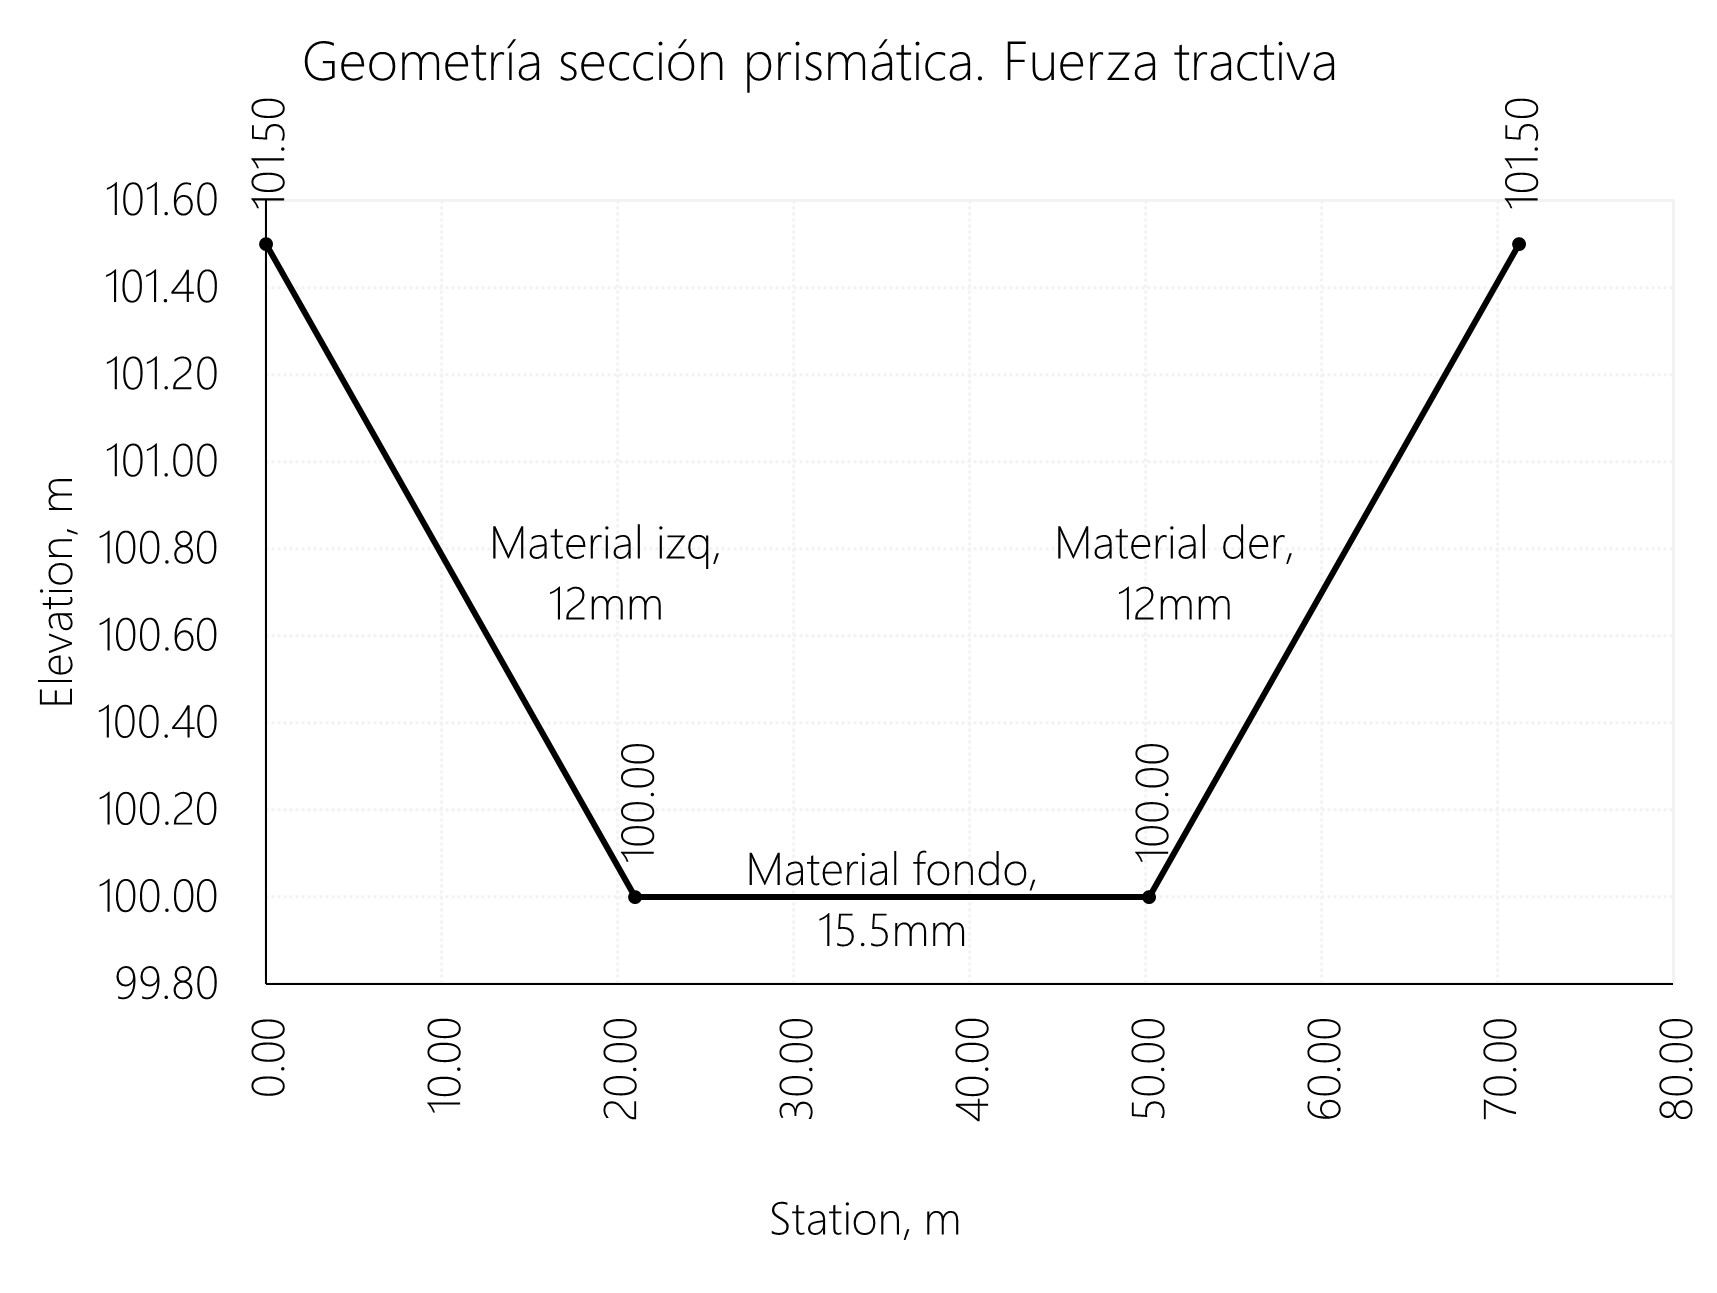 Geometría sección prismática. Fuerza tractiva
101.50
101.50
101.60
101.40
101.20
101.00
100.80
100.60
100.40
100.20
100.00
99.80
Elevation, m
Material izq,
12mm
Material der,
12mm
100.00
100.00
Material fondo,
15.5mm
0.00
10.00
20.00
30.00
40.00
50.00
60.00
70.00
80.00
Station, m